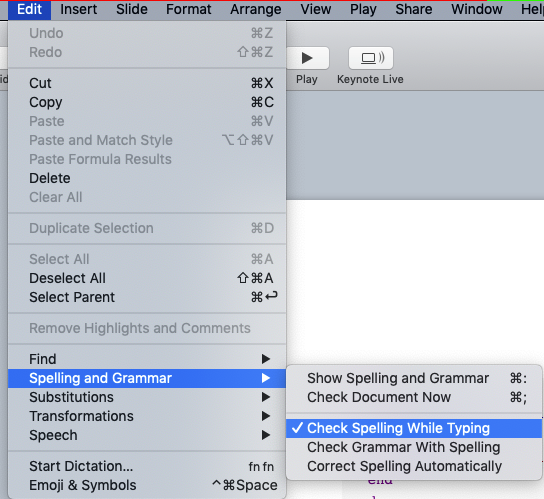 Edit Insert Slide Format Arrange View Play Share Window Hel
Undo ⌘Z
Redo ⇧⌘Z
Play Keynote Live
Cut ⌘X
Copy ⌘C
Paste ⌘V
Paste and Match Style ⌥⇧⌘V
Paste Formula Results
Delete
Clear All
Duplicate Selection ⌘D
Select All ⌘A
Deselect All ⇧⌘A
Select Parent ⌘↩
Remove Highlights and Comments
Find ▶
Spelling and Grammar ▶
Substitutions ▶
Transformations ▶
Speech ▶
Start Dictation... fn fn
Emoji & Symbols ^⌘Space
Show Spelling and Grammar ⌘:
Check Document Now ⌘;
✓ Check Spelling While Typing
Check Grammar With Spelling
Correct Spelling Automatically
end